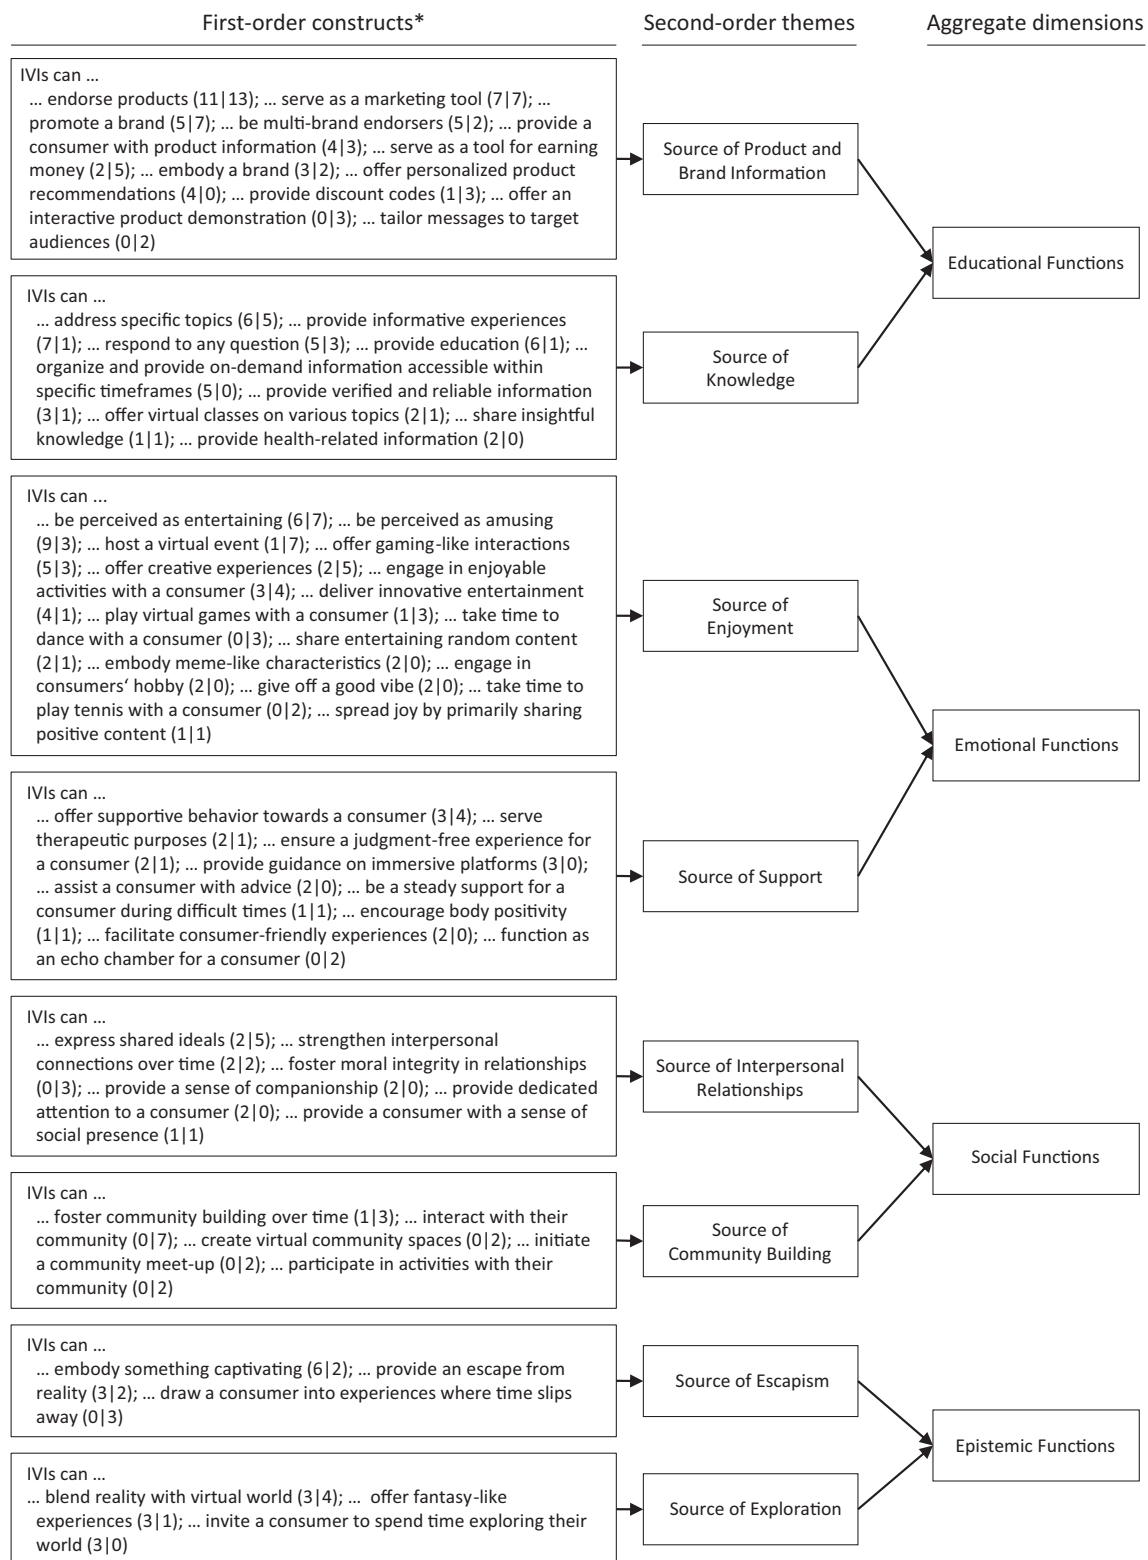 First-order constructs*
Second-order themes
Aggregate dimensions
IVIs can ...
... endorse products (11|13); ... serve as a marketing tool (7|7); ...
promote a brand (5|7); ... be multi-brand endorsers (5|2); ... provide a
consumer with product information (4|3); ... serve as a tool for earning
money (2|5); ... embody a brand (3|2); ... offer personalized product
recommendations (4|0); ... provide discount codes (1|3); ... offer an
interactive product demonstration (0|3); ... tailor messages to target
audiences (0|2)
Source of Product and
Brand Information
Educational Functions
IVIs can ...
... address specific topics (6|5); ... provide informative experiences
(7|1); ... respond to any question (5|3); ... provide education (6|1); ...
organize and provide on-demand information accessible within
specific timeframes (5|0); ... provide verified and reliable information
(3|1); ... offer virtual classes on various topics (2|1); ... share insightful
knowledge (1|1); ... provide health-related information (2|0)
Source of
Knowledge
IVIs can ...
... be perceived as entertaining (6|7); ... be perceived as amusing
(9|3); ... host a virtual event (1|7); ... offer gaming-like interactions
(5|3); ... offer creative experiences (2|5); ... engage in enjoyable
activities with a consumer (3|4); ... deliver innovative entertainment
(4|1); ... play virtual games with a consumer (1|3); ... take time to
dance with a consumer (0|3); ... share entertaining random content
(2|1); ... embody meme-like characteristics (2|0); ... engage in
consumers‘ hobby (2|0); ... give off a good vibe (2|0); ... take time to
play tennis with a consumer (0|2); ... spread joy by primarily sharing
positive content (1|1)
Source of
Enjoyment
Emotional Functions
IVIs can ...
... offer supportive behavior towards a consumer (3|4); ... serve
therapeutic purposes (2|1); ... ensure a judgment-free experience for
a consumer (2|1); ... provide guidance on immersive platforms (3|0);
... assist a consumer with advice (2|0); ... be a steady support for a
consumer during difficult times (1|1); ... encourage body positivity
(1|1); ... facilitate consumer-friendly experiences (2|0); ... function as
an echo chamber for a consumer (0|2)
Source of Support
IVIs can ...
... express shared ideals (2|5); ... strengthen interpersonal
connections over time (2|2); ... foster moral integrity in relationships
(0|3); ... provide a sense of companionship (2|0); ... provide dedicated
attention to a consumer (2|0); ... provide a consumer with a sense of
social presence (1|1)
Source of Interpersonal
Relationships
Social Functions
IVIs can ...
... foster community building over time (1|3); ... interact with their
community (0|7); ... create virtual community spaces (0|2); ... initiate
a community meet-up (0|2); ... participate in activities with their
community (0|2)
Source of
Community Building
IVIs can ...
... embody something captivating (6|2); ... provide an escape from
reality (3|2); ... draw a consumer into experiences where time slips
away (0|3)
Source of Escapism
Epistemic Functions
IVIs can ...
... blend reality with virtual world (3|4); ... offer fantasy-like
experiences (3|1); ... invite a consumer to spend time exploring their
world (3|0)
Source of Exploration